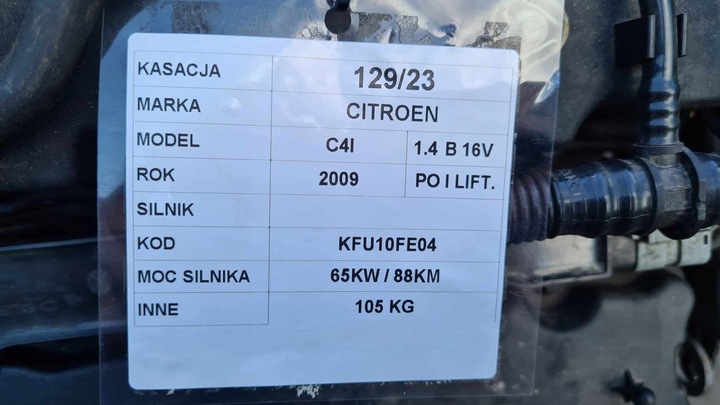 KASACJA 129/23
MARKA CITROEN
MODEL C4I 1.4 B 16V
ROK 2009 PO I LIFT.
SILNIK
KOD KFU10FE04
MOC SILNIKA 65KW / 88KM
INNE 105 KG